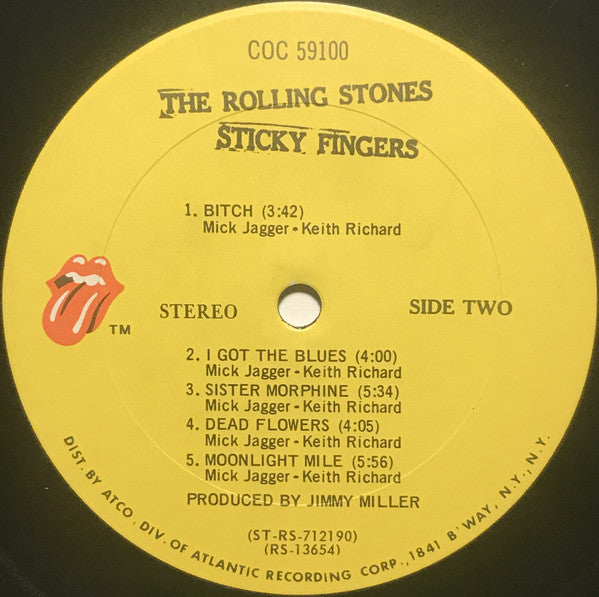 COC 59100
THE ROLLING STONES
STICKY FINGERS
1. BITCH (3:42)
Mick Jagger • Keith Richard
TM
STEREO
SIDE TWO
2. I GOT THE BLUES (4:00)
Mick Jagger • Keith Richard
3. SISTER MORPHINE (5:34)
Mick Jagger • Keith Richard
4. DEAD FLOWERS (4:05)
Mick Jagger • Keith Richard
5. MOONLIGHT MILE (5:56)
Mick Jagger • Keith Richard
PRODUCED BY JIMMY MILLER
(ST-RS-712190)
(RS-13654)
DIST. BY ATCO, DIV. OF ATLANTIC RECORDING CORP., 1841 B'WAY, N.Y., N.Y.